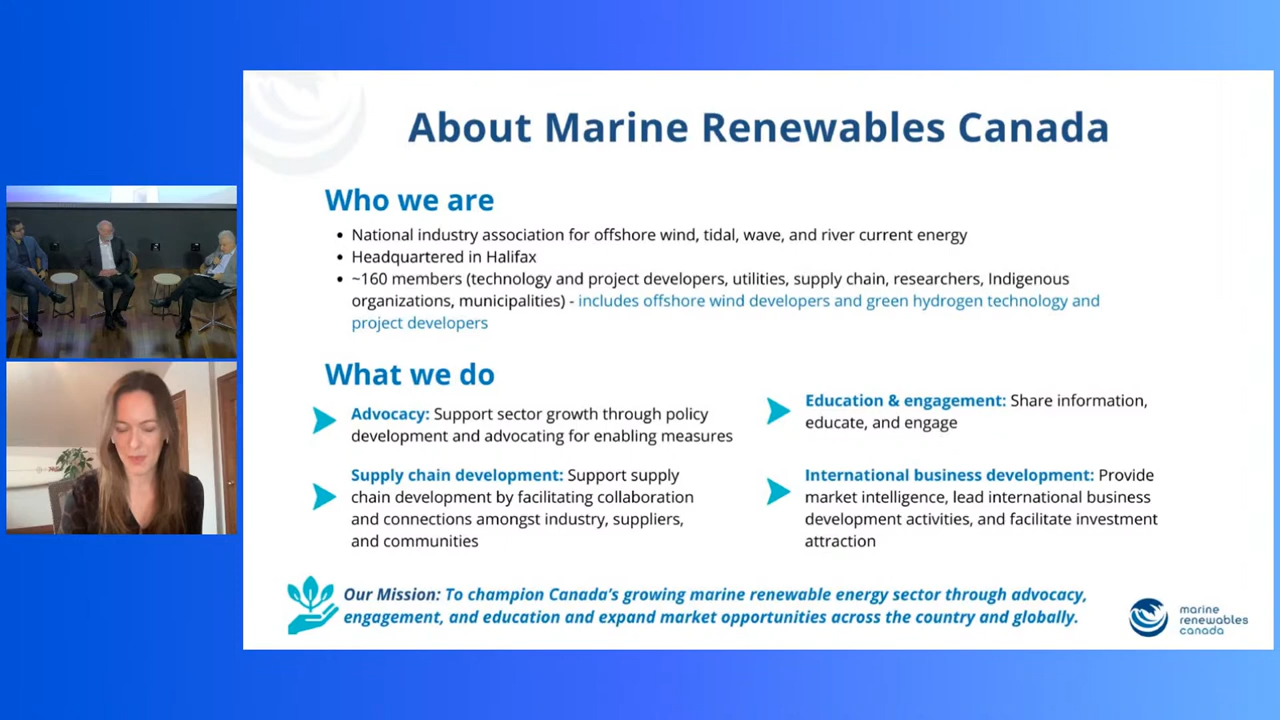 About Marine Renewables Canada
Who we are
• National industry association for offshore wind, tidal, wave, and river current energy
• Headquartered in Halifax
• ~160 members (technology and project developers, utilities, supply chain, researchers, Indigenous
organizations, municipalities) - includes offshore wind developers and green hydrogen technology and
project developers
What we do
Advocacy: Support sector growth through policy
development and advocating for enabling measures
Supply chain development: Support supply
chain development by facilitating collaboration
and connections amongst industry, suppliers,
and communities
Education & engagement: Share information,
educate, and engage
International business development: Provide
market intelligence, lead international business
development activities, and facilitate investment
attraction
Our Mission: To champion Canada's growing marine renewable energy sector through advocacy,
engagement, and education and expand market opportunities across the country and globally.
marine
renewables
canada